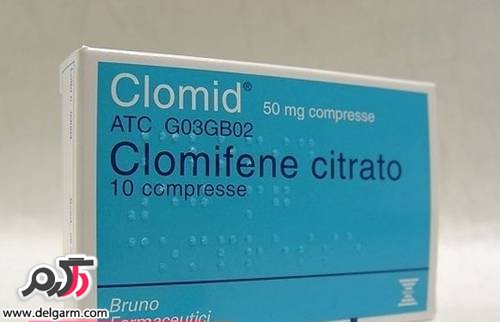 Clomid® 50 mg compresse
ATC G03GB02
Clomifene citrato
10 compresse
Bruno
Farmaceutici
دلگرم
www.delgarm.com